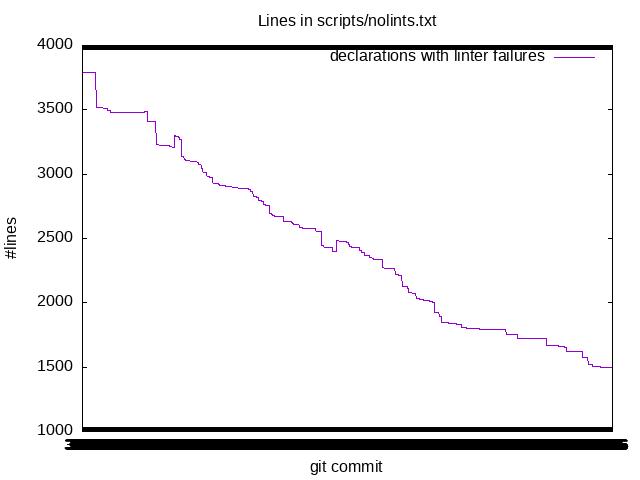 Lines in scripts/nolints.txt
4000
declarations with linter failures
3500
3000
2500
#lines
2000
1500
1000
git commit